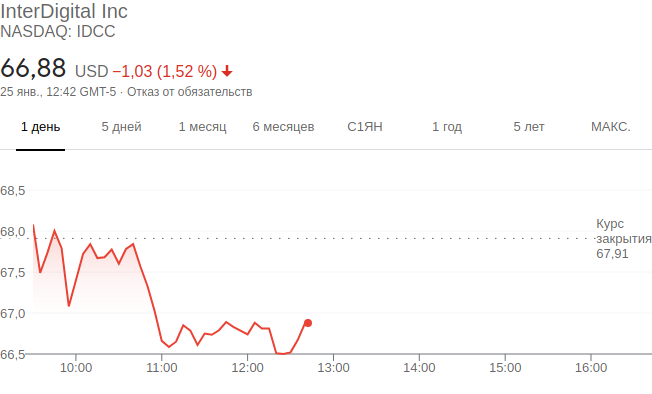 InterDigital Inc
NASDAQ: IDCC
66,88 USD −1,03 (1,52 %)
25 янв., 12:42 GMT-5 · Отказ от обязательств
1 день 5 дней 1 месяц 6 месяцев С1ЯН 1 год 5 лет МАКС.
68,5
68,0
67,5
67,0
66,5
Курс
закрытия
67,91
10:00 11:00 12:00 13:00 14:00 15:00 16:00